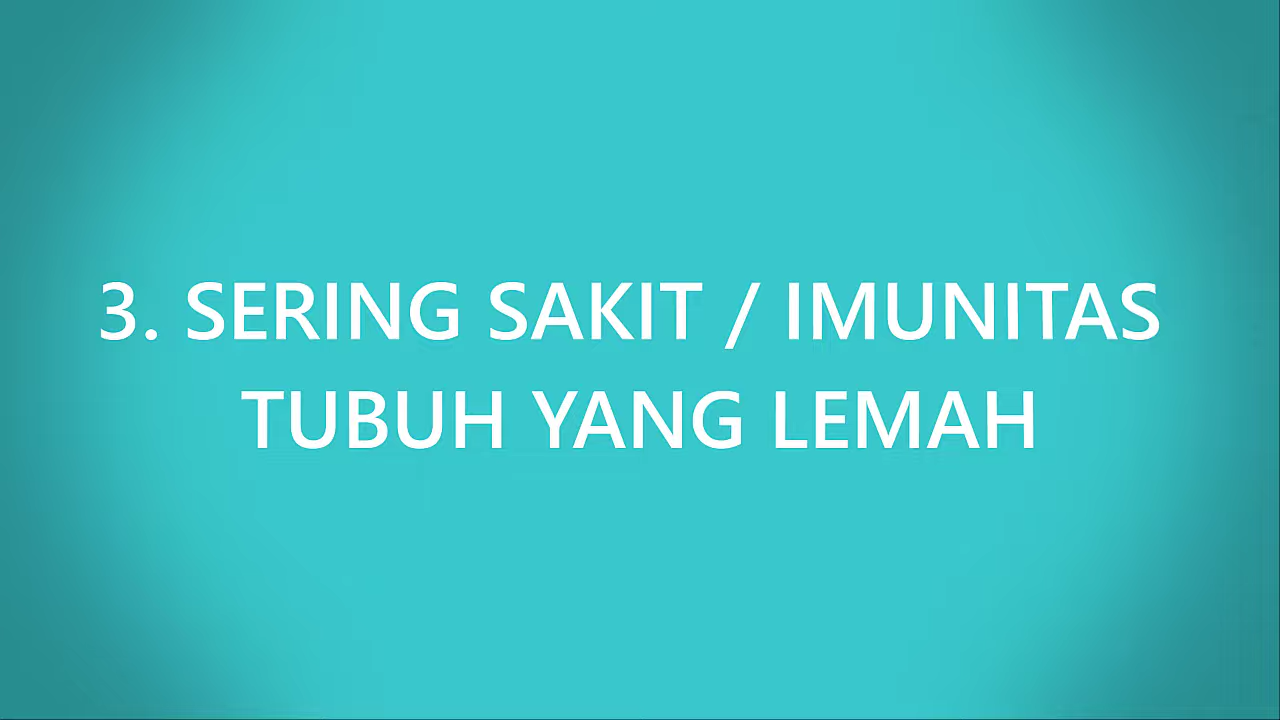 3. SERING SAKIT / IMUNITAS
TUBUH YANG LEMAH